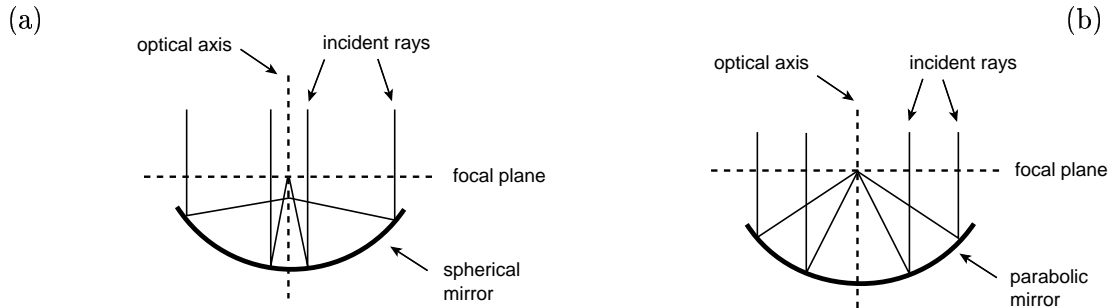 (a)
optical axis
incident rays
focal plane
spherical
mirror
(b)
optical axis
incident rays
focal plane
parabolic
mirror